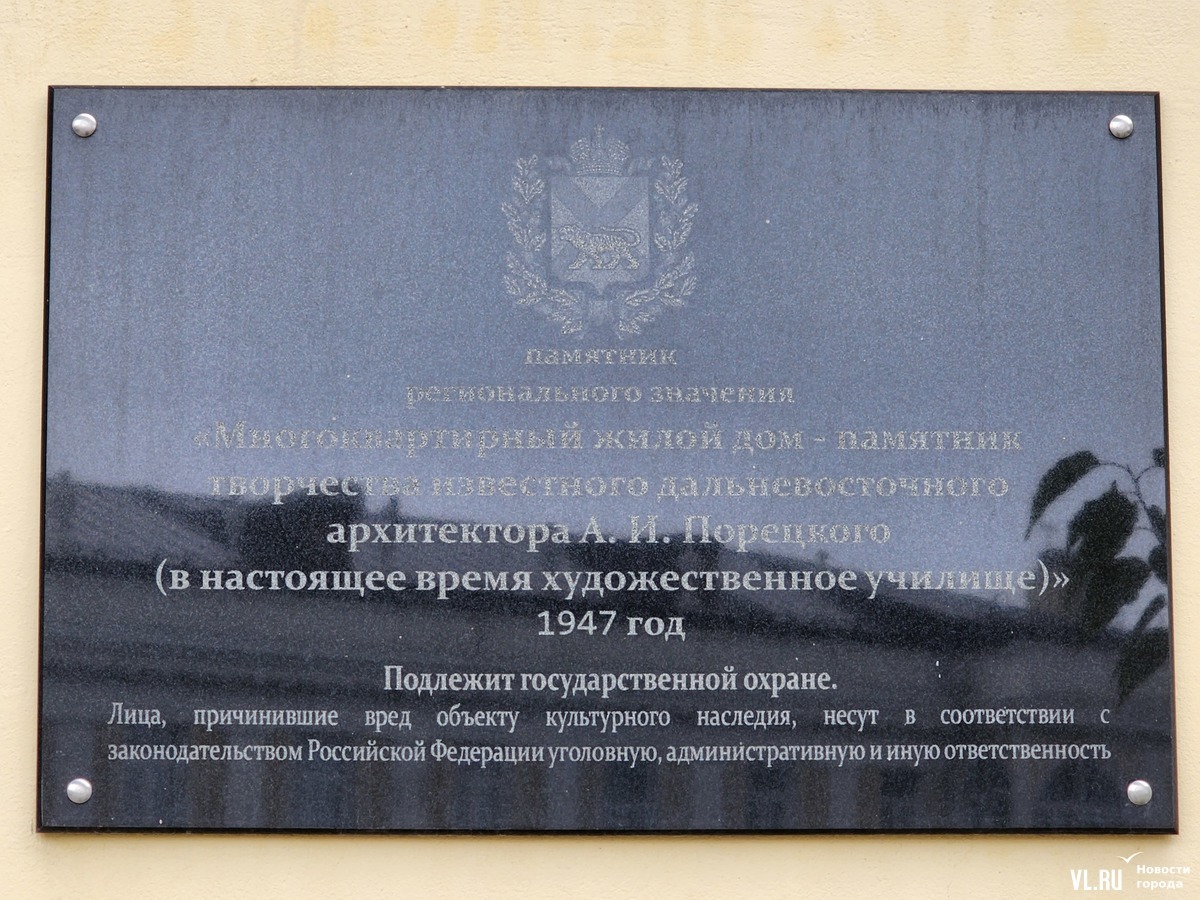 памятник
регионального значения
«Многоквартирный жилой дом - памятник
творчества известного дальневосточного
архитектора А. И. Порецкого
(в настоящее время художественное училище)»
1947 год
Подлежит государственной охране.
Лица, причинившие вред объекту культурного наследия, несут в соответствии с
законодательством Российской Федерации уголовную, административную и иную ответственность
VL.RU Новости
города